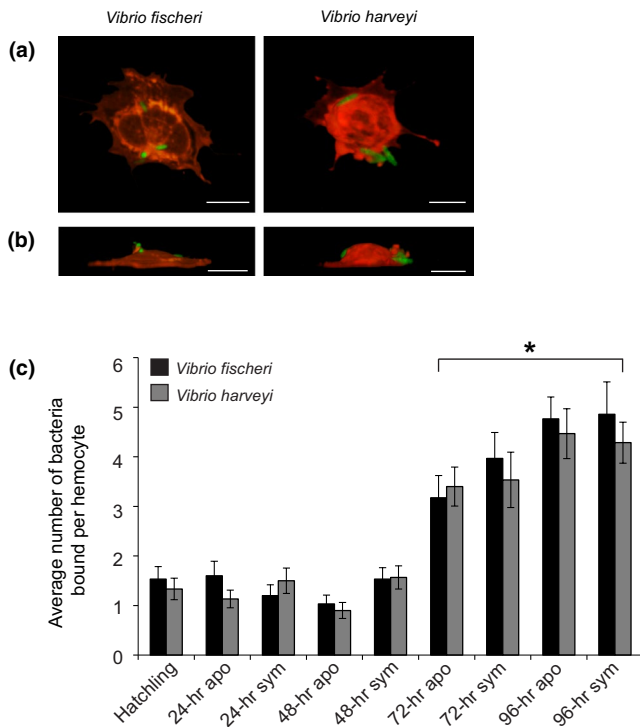 Vibrio fischeri
Vibrio harveyi
(a)
(b)
(c)
6
5
4
3
2
1
0
Average number of bacteria
bound per hemocyte
Vibrio fischeri
Vibrio harveyi
*
Hatchling
24-hr apo
24-hr sym
48-hr apo
48-hr sym
72-hr apo
72-hr sym
96-hr apo
96-hr sym